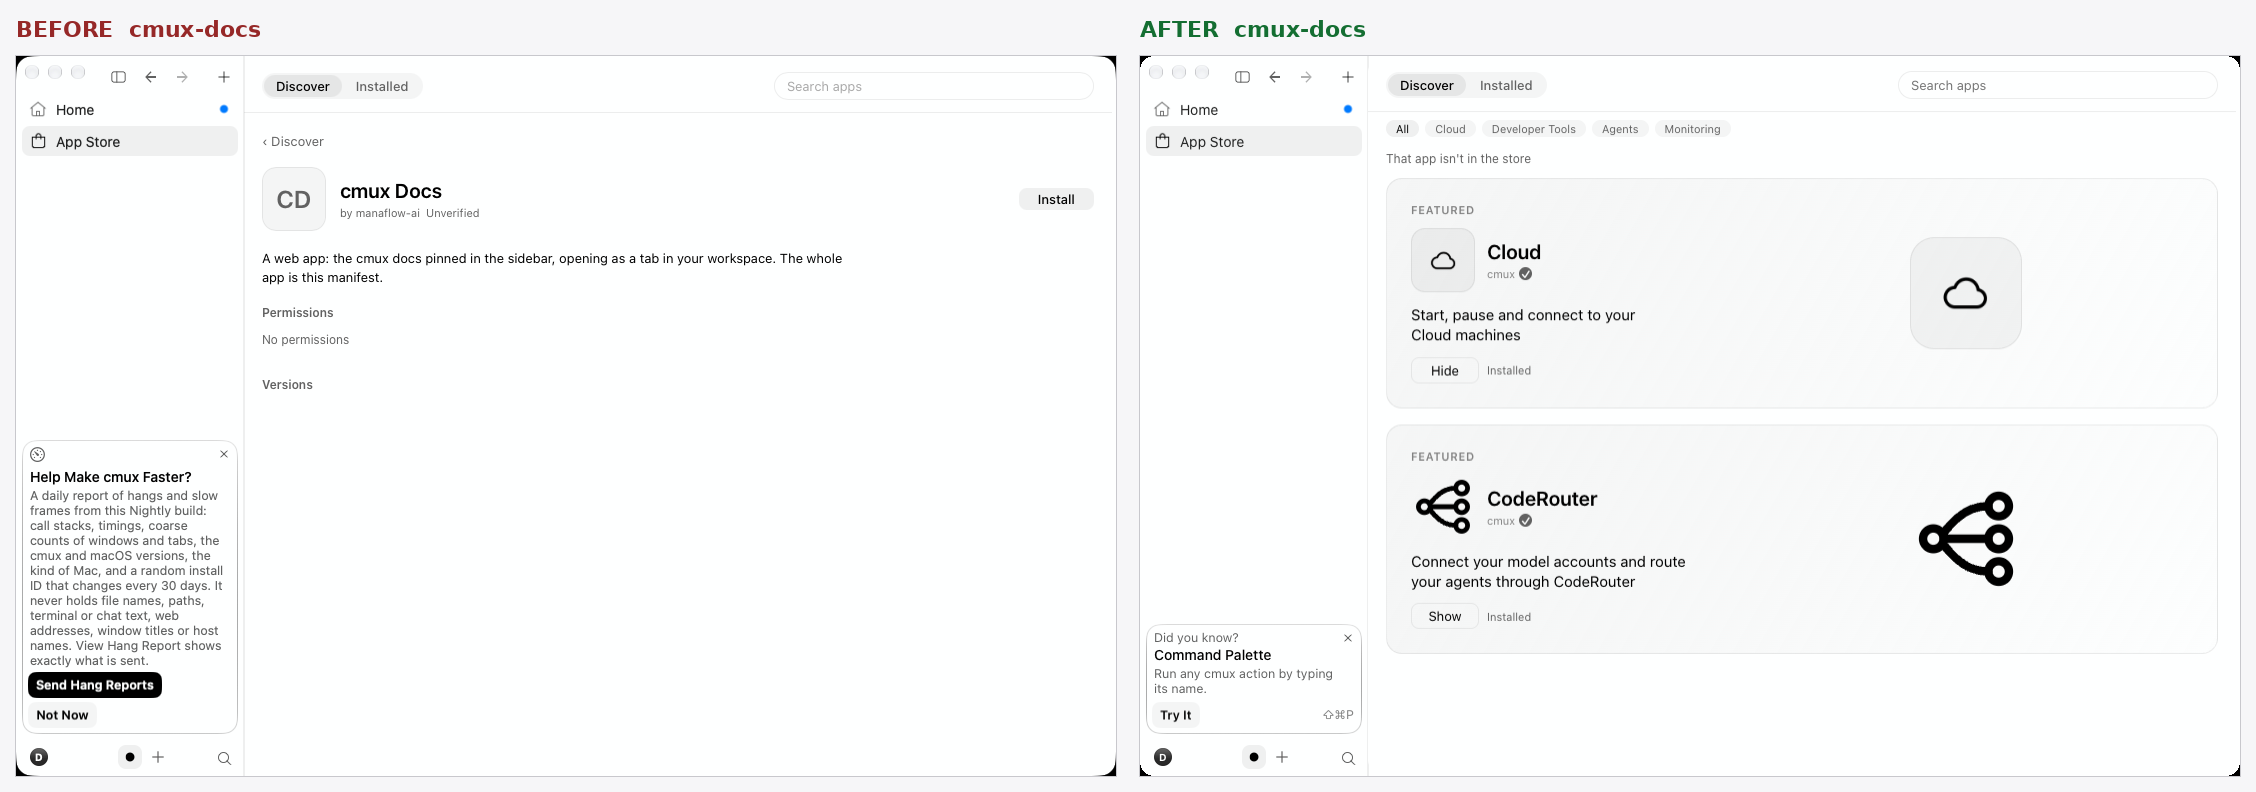 BEFORE cmux-docs
Discover
Installed
Search apps
Home
App Store
‹ Discover
CD
cmux Docs
by manaflow-ai Unverified
Install
A web app: the cmux docs pinned in the sidebar, opening as a tab in your workspace. The whole
app is this manifest.
Permissions
No permissions
Versions
Help Make cmux Faster?
A daily report of hangs and slow
frames from this Nightly build:
call stacks, timings, coarse
counts of windows and tabs, the
cmux and macOS versions, the
kind of Mac, and a random install
ID that changes every 30 days. It
never holds file names, paths,
terminal or chat text, web
addresses, window titles or host
names. View Hang Report shows
exactly what is sent.
Send Hang Reports
Not Now
D
AFTER cmux-docs
Discover
Installed
Search apps
Home
App Store
All
Cloud
Developer Tools
Agents
Monitoring
That app isn't in the store
FEATURED
Cloud
cmux
Start, pause and connect to your
Cloud machines
Hide
Installed
FEATURED
CodeRouter
cmux
Connect your model accounts and route
your agents through CodeRouter
Show
Installed
Did you know?
Command Palette
Run any cmux action by typing
its name.
Try It
⇧⌘P
D